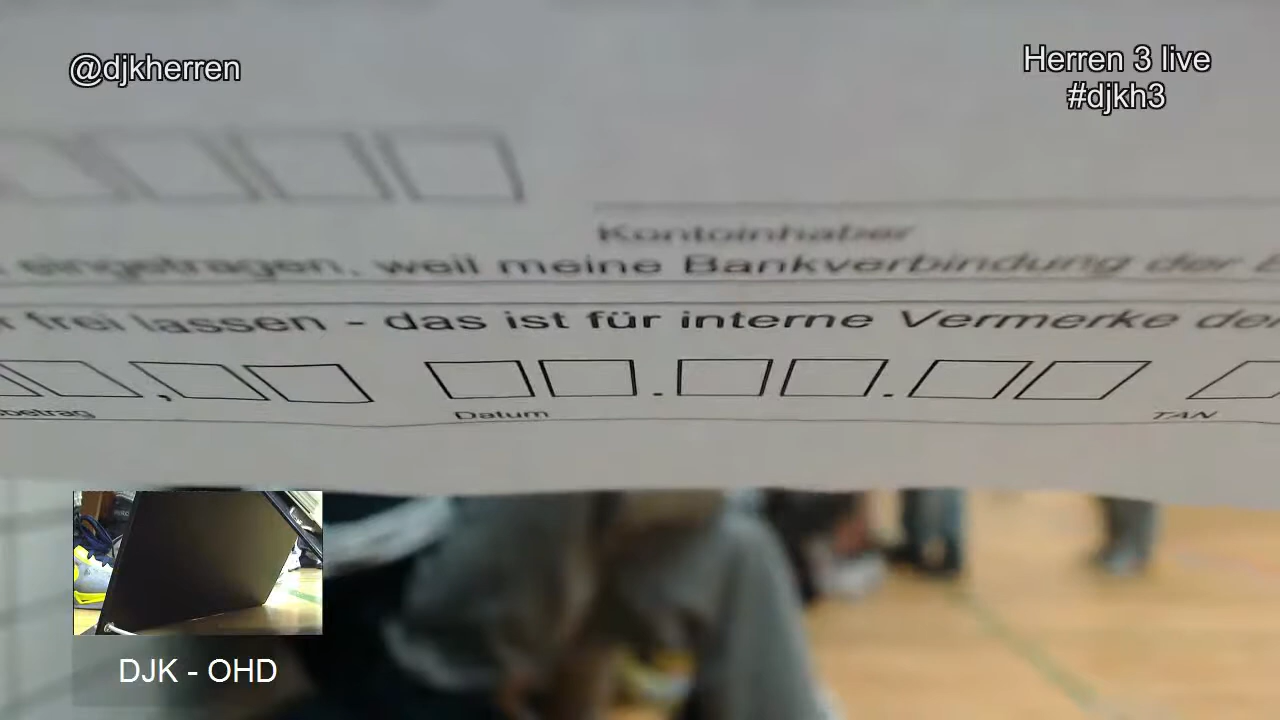 @djkherren
Herren 3 live
#djkh3
Kontoinhaber
eingetragen, weil meine Bankverbindung der
frei lassen - das ist für interne Vermerke der
, . .
betrag Datum TAN
DJK - OHD